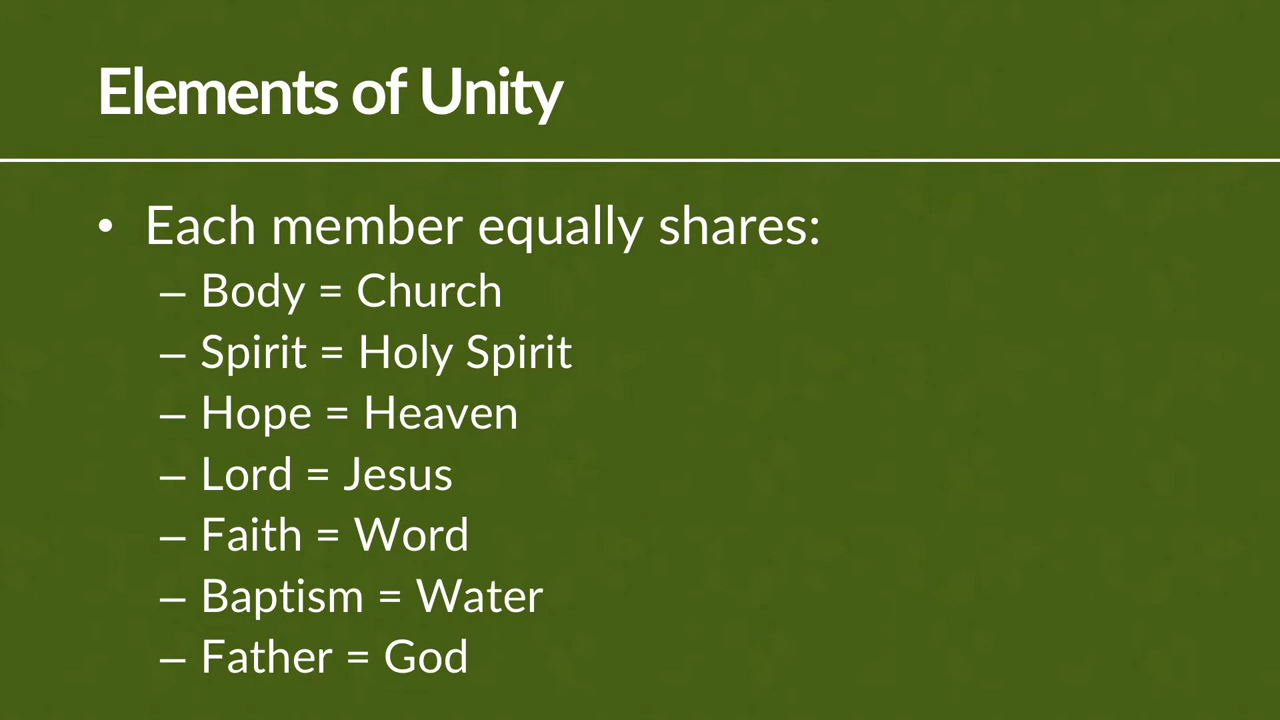 Elements of Unity
• Each member equally shares:
– Body = Church
– Spirit = Holy Spirit
– Hope = Heaven
– Lord = Jesus
– Faith = Word
– Baptism = Water
– Father = God